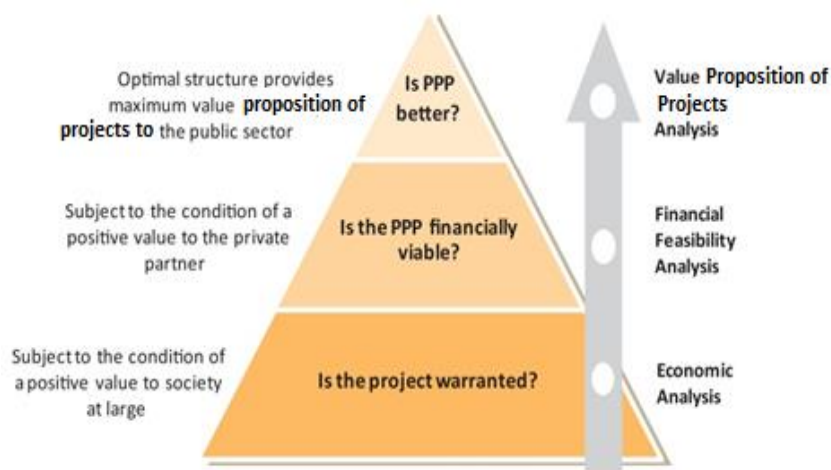 Optimal structure provides
maximum value proposition of
projects to the public sector
Is PPP
better?
Value Proposition of
Projects
Analysis
Subject to the condition of a
positive value to the private
partner
Is the PPP financially
viable?
Financial
Feasibility
Analysis
Subject to the condition of
a positive value to society
at large
Is the project warranted?
Economic
Analysis